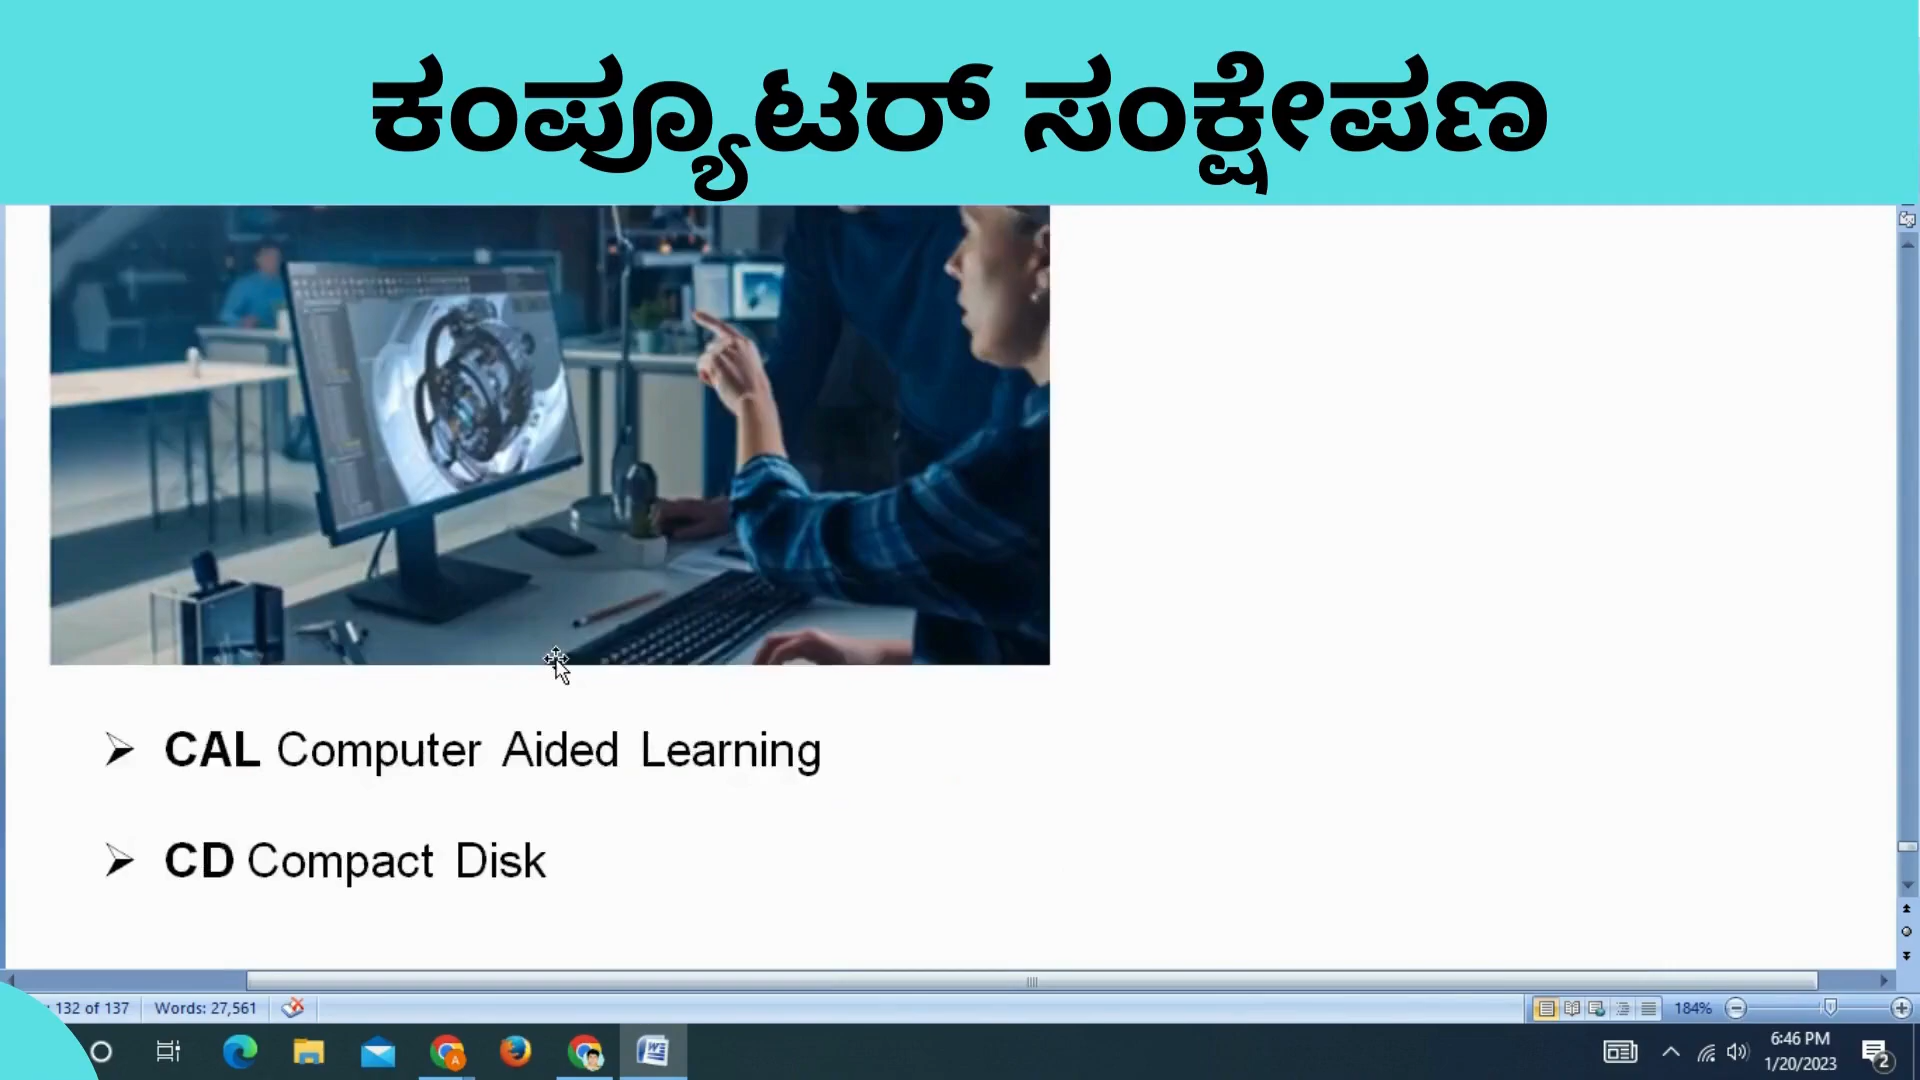 ಕಂಪ್ಯೂಟರ್ ಸಂಕ್ಷೇಪಣ
CAL Computer Aided Learning
CD Compact Disk
132 of 137 Words: 27,561 184%
6:46 PM
1/20/2023
2